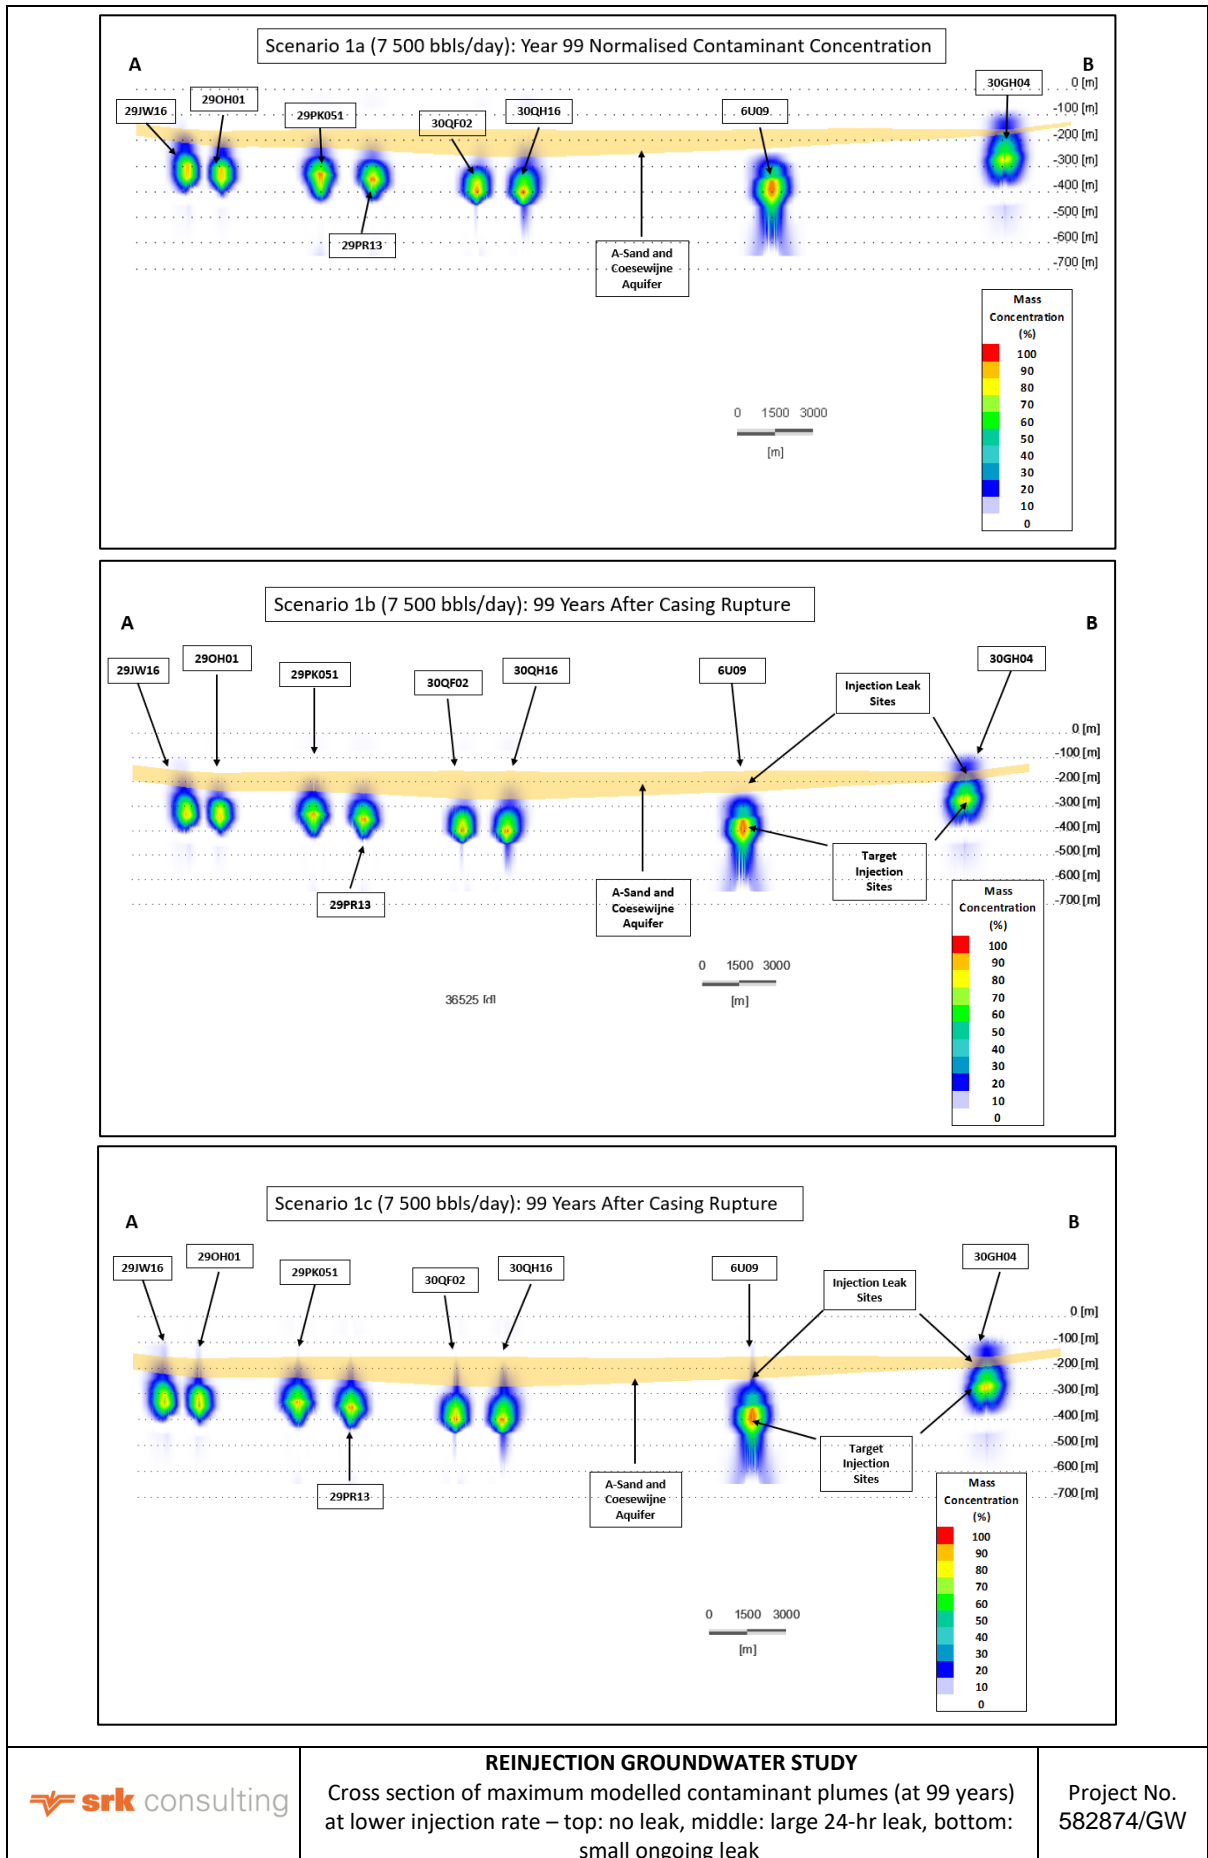 Scenario 1a (7 500 bbls/day): Year 99 Normalised Contaminant Concentration
A
B
29JW16
29OH01
29PK051
29PR13
30QF02
30QH16
6U09
30GH04
A-Sand and
Coesewijne
Aquifer
0 [m]
-100 [m]
-200 [m]
-300 [m]
-400 [m]
-500 [m]
-600 [m]
-700 [m]
Mass
Concentration
(%)
100
90
80
70
60
50
40
30
20
10
0
0 1500 3000
[m]
Scenario 1b (7 500 bbls/day): 99 Years After Casing Rupture
A
B
29JW16
29OH01
29PK051
29PR13
30QF02
30QH16
6U09
Injection Leak
Sites
30GH04
Target
Injection
Sites
A-Sand and
Coesewijne
Aquifer
0 [m]
-100 [m]
-200 [m]
-300 [m]
-400 [m]
-500 [m]
-600 [m]
-700 [m]
Mass
Concentration
(%)
100
90
80
70
60
50
40
30
20
10
0
0 1500 3000
[m]
36525 [d]
Scenario 1c (7 500 bbls/day): 99 Years After Casing Rupture
A
B
29JW16
29OH01
29PK051
29PR13
30QF02
30QH16
6U09
Injection Leak
Sites
30GH04
Target
Injection
Sites
A-Sand and
Coesewijne
Aquifer
0 [m]
-100 [m]
-200 [m]
-300 [m]
-400 [m]
-500 [m]
-600 [m]
-700 [m]
Mass
Concentration
(%)
100
90
80
70
60
50
40
30
20
10
0
0 1500 3000
[m]
srk consulting
REINJECTION GROUNDWATER STUDY
Cross section of maximum modelled contaminant plumes (at 99 years)
at lower injection rate – top: no leak, middle: large 24-hr leak, bottom:
small ongoing leak
Project No.
582874/GW